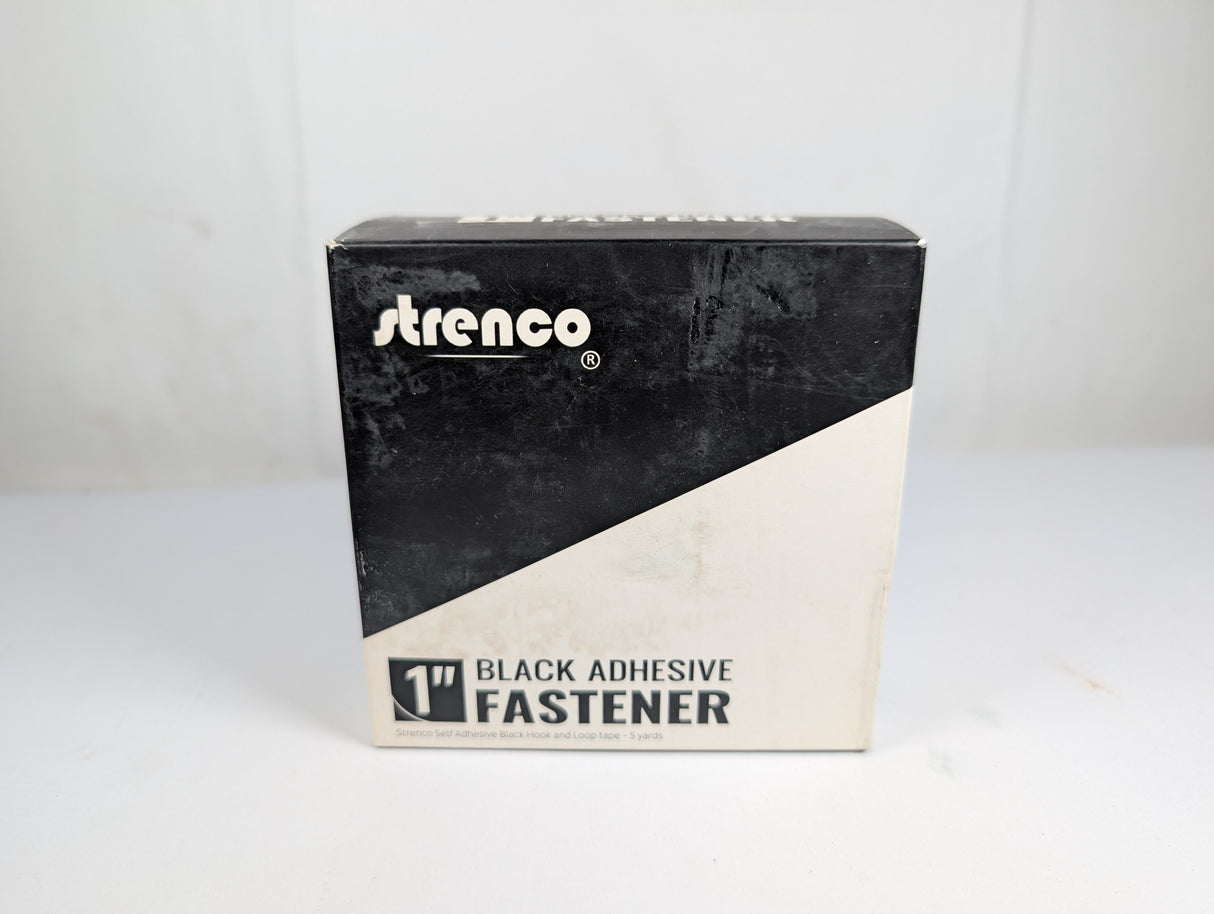 FASTENER
strenco
®
1" BLACK ADHESIVE
FASTENER
Strenco Self Adhesive Black Hook and Loop tape - 5 yards